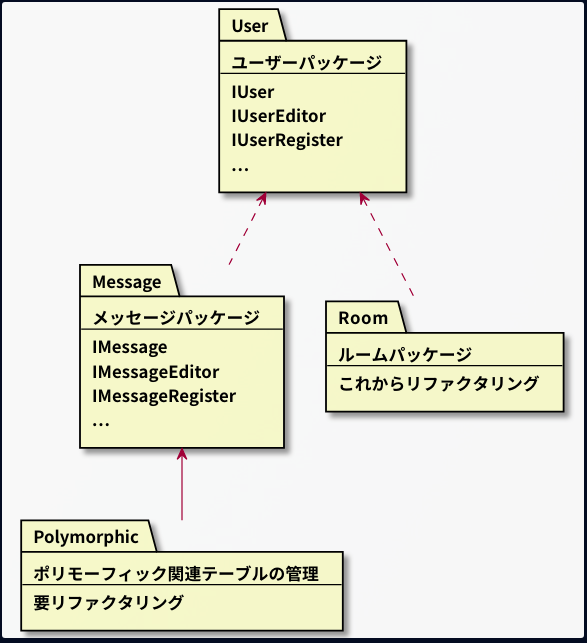 User
ユーザーパッケージ
IUser
IUserEditor
IUserRegister
...
Message
メッセージパッケージ
IMessage
IMessageEditor
IMessageRegister
...
Room
ルームパッケージ
これからリファクタリング
Polymorphic
ポリモーフィック関連テーブルの管理
要リファクタリング